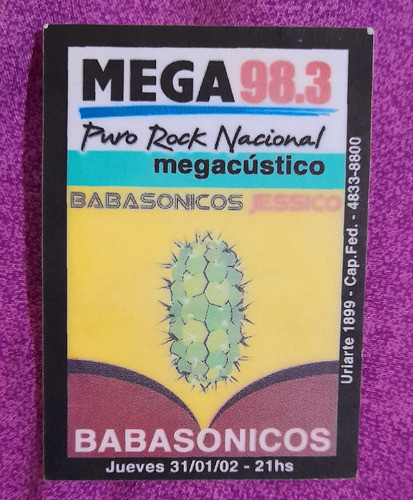 MEGA 98.3
Puro Rock Nacional
megacústico
BABASONICOS JESSICO
BABASONICOS
Jueves 31/01/02 - 21hs
Uriarte 1899 - Cap.Fed. - 4833-8800